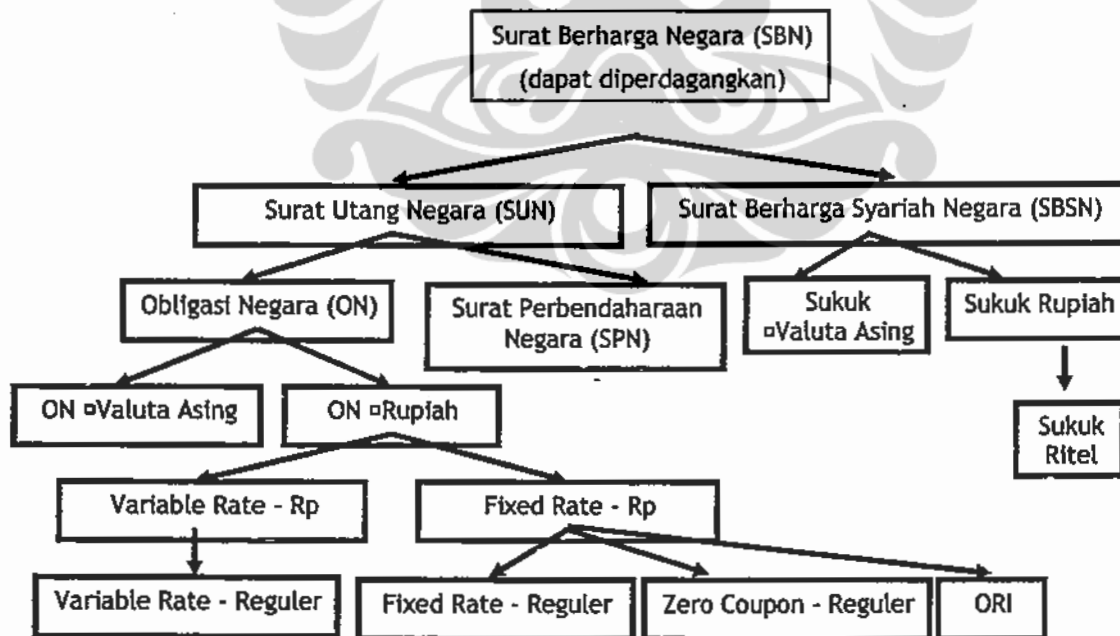 Surat Berharga Negara (SBN)
(dapat diperdagangkan)
Surat Utang Negara (SUN)
Surat Berharga Syariah Negara (SBSN)
Obligasi Negara (ON)
Surat Perbendaharaan
Negara (SPN)
Sukuk
¤Valuta Asing
Sukuk Rupiah
ON ¤Valuta Asing
ON ¤Rupiah
Sukuk
Ritel
Variable Rate - Rp
Fixed Rate - Rp
Variable Rate - Reguler
Fixed Rate - Reguler
Zero Coupon - Reguler
ORI